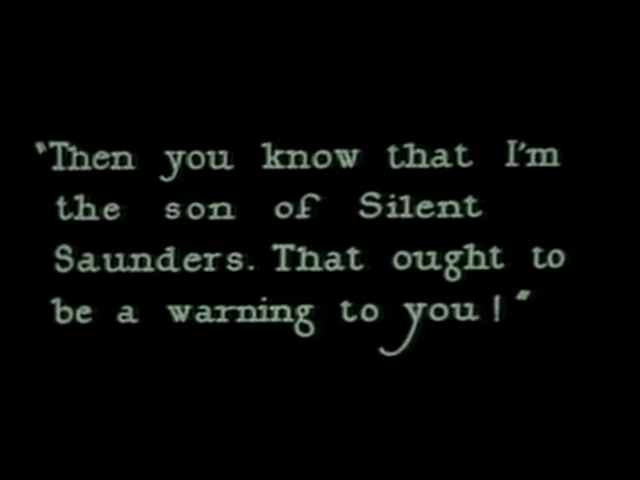 "Then you know that I'm
the son of Silent
Saunders. That ought to
be a warning to you!"